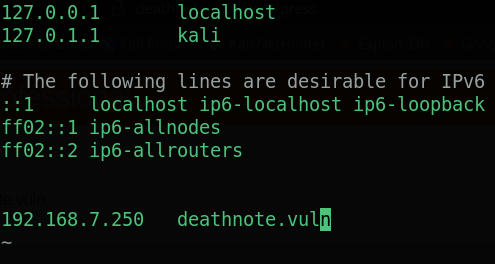 127.0.0.1       localhost
127.0.1.1       kali
# The following lines are desirable for IPv6
::1     localhost ip6-localhost ip6-loopback
ff02::1 ip6-allnodes
ff02::2 ip6-allrouters
192.168.7.250   deathnote.vuln
~